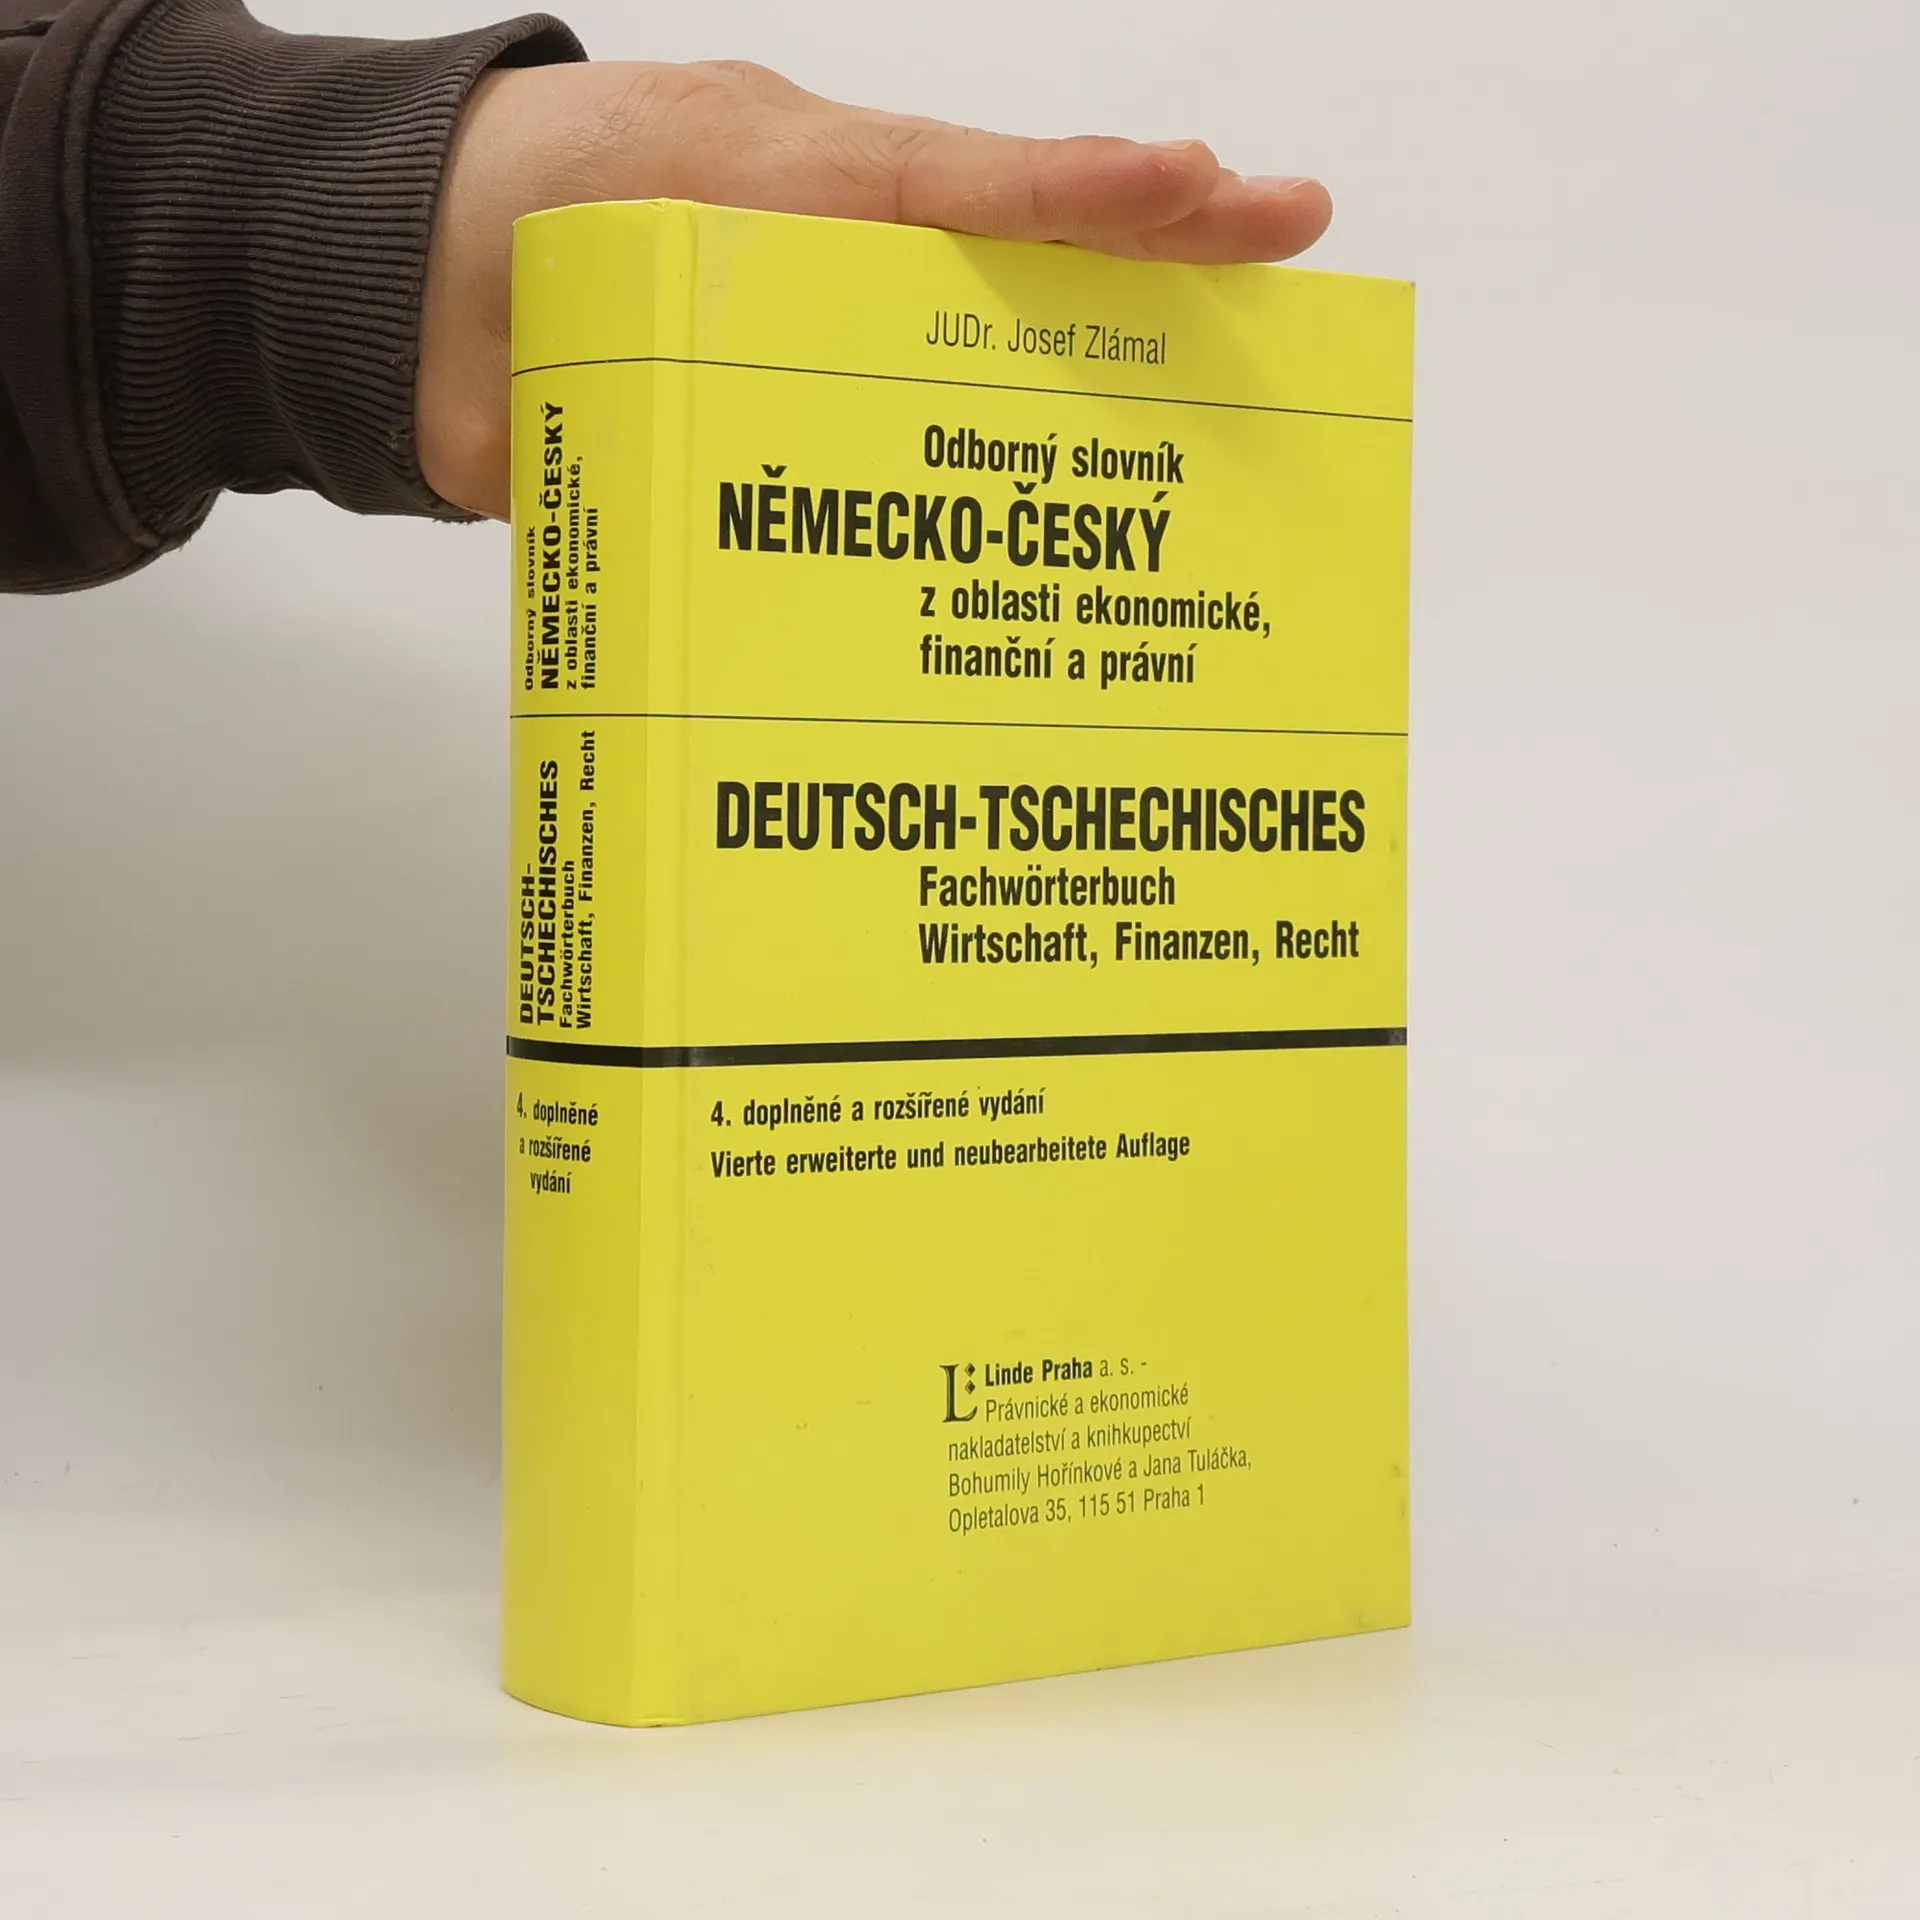 JUDr. Josef Zlámal
Odborný slovník
NĚMECKO-ČESKÝ
z oblasti ekonomické,
finanční a právní
DEUTSCH-TSCHECHISCHES
Fachwörterbuch
Wirtschaft, Finanzen, Recht
4. doplněné a rozšířené vydání
Vierte erweiterte und neubearbeitete Auflage
Linde Praha a. s. -
Právnické a ekonomické
nakladatelství a knihkupectví
Bohumily Hořínkové a Jana Tuláčka,
Opletalova 35, 115 51 Praha 1
Odborný slovník
NĚMECKO-ČESKÝ
z oblasti ekonomické,
finanční a právní
DEUTSCH-
TSCHECHISCHES
Fachwörterbuch
Wirtschaft, Finanzen, Recht
4. doplněné
a rozšířené
vydání